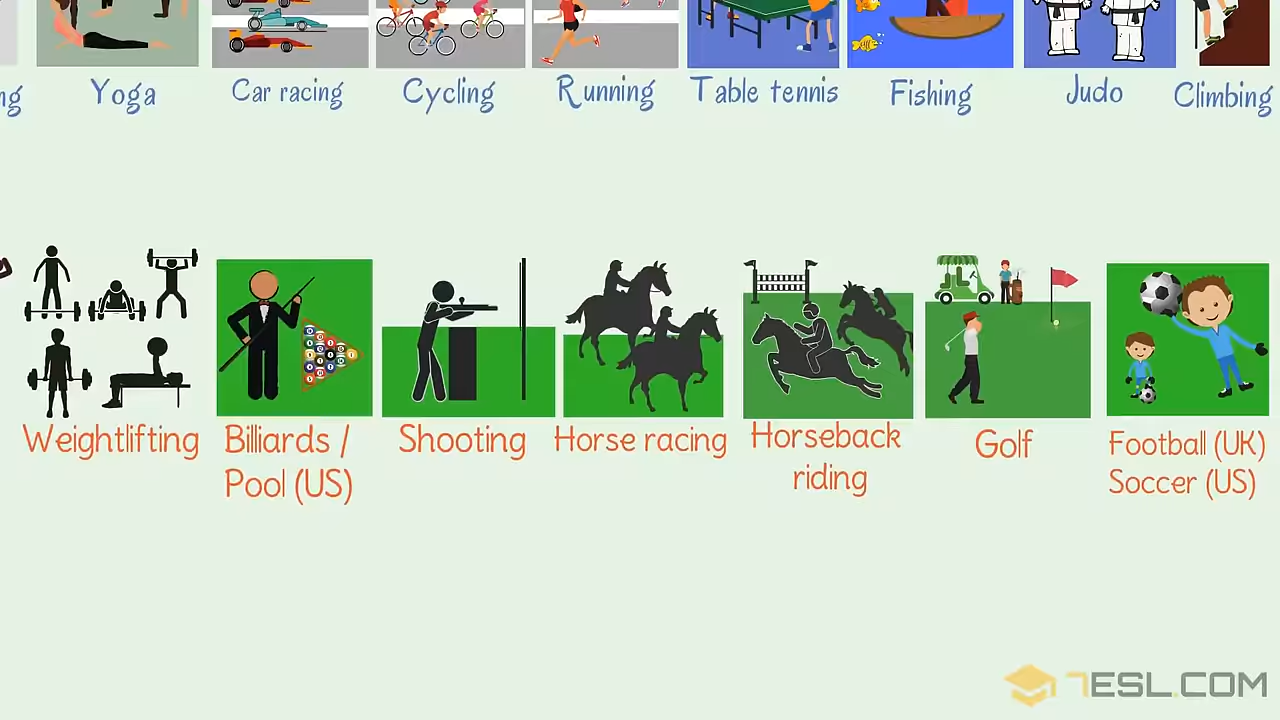 Yoga
Car racing
Cycling
Running
Table tennis
Fishing
Judo
Climbing
Weightlifting
Billiards /
Pool (US)
Shooting
Horse racing
Horseback
riding
Golf
Football (UK)
Soccer (US)
7ESL.COM